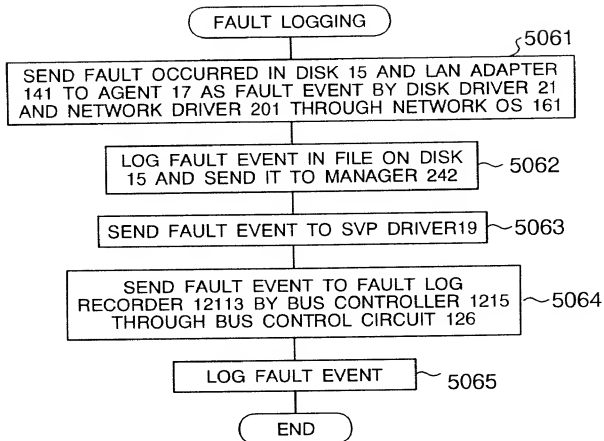 FAULT LOGGING
5061
SEND FAULT OCCURRED IN DISK 15 AND LAN ADAPTER
141 TO AGENT 17 AS FAULT EVENT BY DISK DRIVER 21
AND NETWORK DRIVER 201 THROUGH NETWORK OS 161
LOG FAULT EVENT IN FILE ON DISK
15 AND SEND IT TO MANAGER 242
5062
SEND FAULT EVENT TO SVP DRIVER19
5063
SEND FAULT EVENT TO FAULT LOG
RECORDER 12113 BY BUS CONTROLLER 1215
THROUGH BUS CONTROL CIRCUIT 126
5064
LOG FAULT EVENT
5065
END